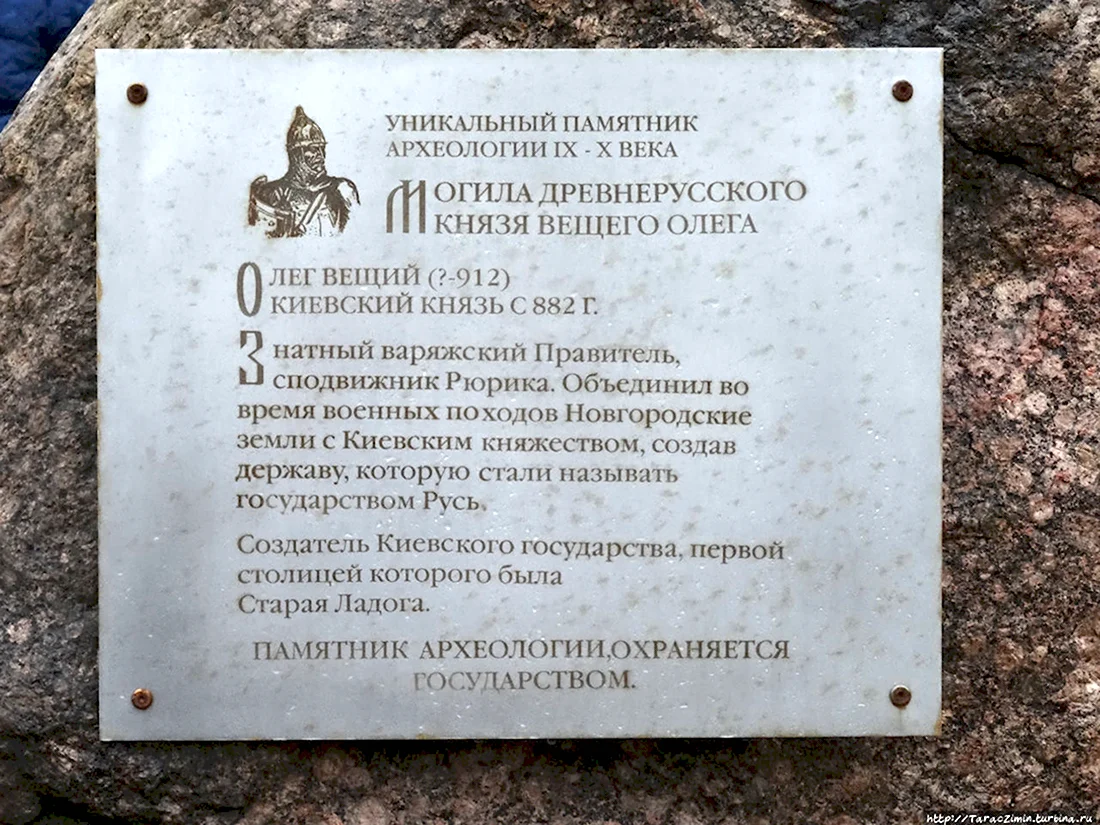 УНИКАЛЬНЫЙ ПАМЯТНИК
АРХЕОЛОГИИ IX - X ВЕКА
МОГИЛА ДРЕВНЕРУССКОГО
КНЯЗЯ ВЕЩЕГО ОЛЕГА
ОЛЕГ ВЕЩИЙ (?-912)
КИЕВСКИЙ КНЯЗЬ С 882 Г.
Знатный варяжский Правитель,
сподвижник Рюрика. Объединил во
время военных походов Новгородские
земли с Киевским княжеством, создав
державу, которую стали называть
государством Русь.
Создатель Киевского государства, первой
столицей которого была
Старая Ладога.
ПАМЯТНИК АРХЕОЛОГИИ,ОХРАНЯЕТСЯ
ГОСУДАРСТВОМ.
http://TaracZimin.turbina.ru